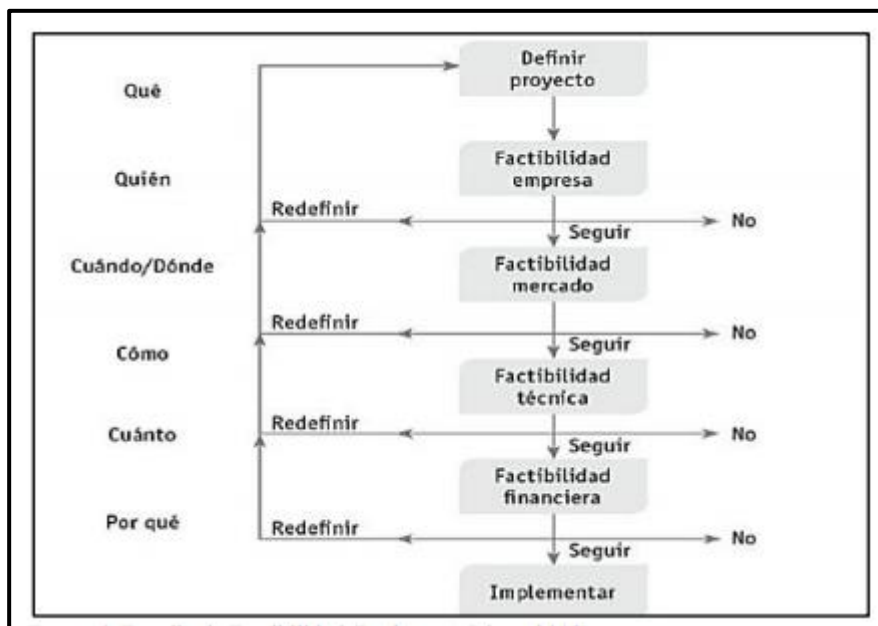 Definir
proyecto
Qué
Factibilidad
empresa
Quién
Redefinir
No
Seguir
Cuándo/Dónde
Factibilidad
mercado
Redefinir
No
Seguir
Cómo
Factibilidad
técnica
Redefinir
No
Cuánto
Seguir
Factibilidad
financiera
Por qué
Redefinir
No
Seguir
Implementar